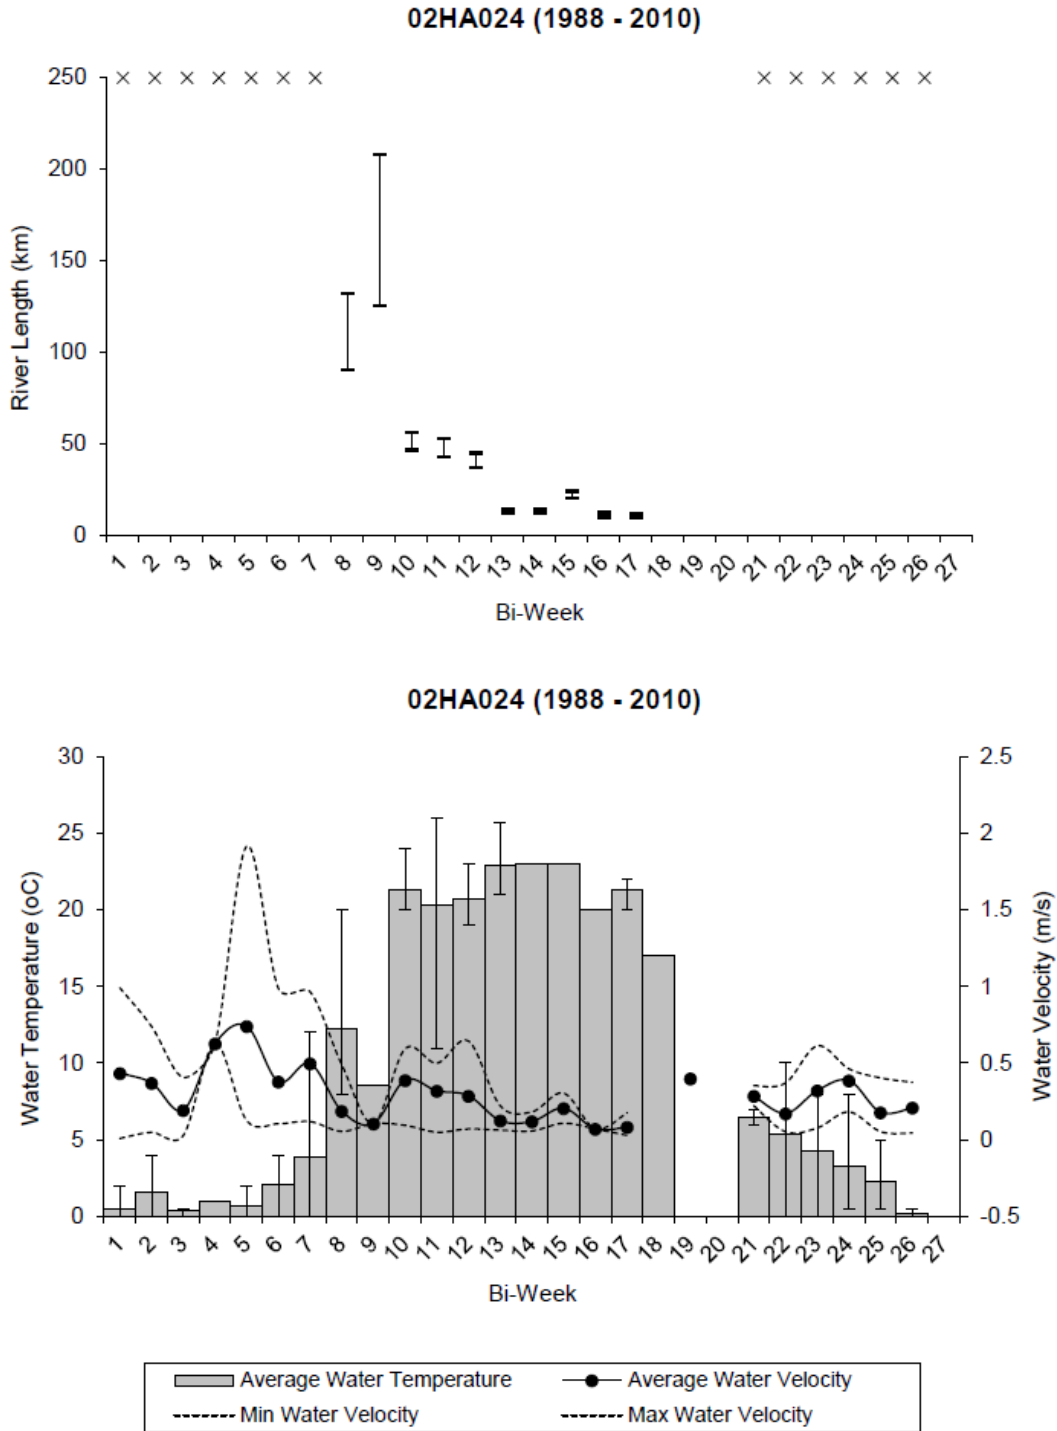 02HA024 (1988 - 2010)
250
200
150
100
50
0
River Length (km)
1 2 3 4 5 6 7 8 9 10 11 12 13 14 15 16 17 18 19 20 21 22 23 24 25 26 27
Bi-Week
02HA024 (1988 - 2010)
30
25
20
15
10
5
0
Water Temperature (oC)
2.5
2
1.5
1
0.5
0
-0.5
Water Velocity (m/s)
1 2 3 4 5 6 7 8 9 10 11 12 13 14 15 16 17 18 19 20 21 22 23 24 25 26 27
Bi-Week
Average Water Temperature Average Water Velocity
Min Water Velocity Max Water Velocity